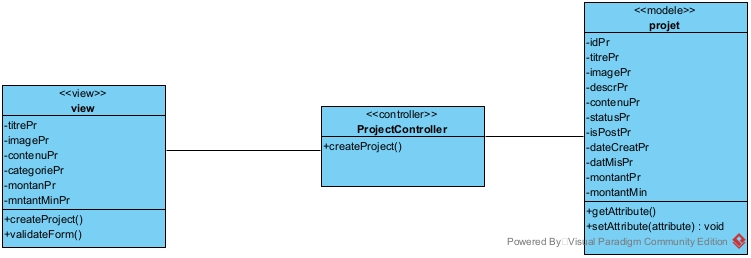 <<view>>
view
-titrePr
-imagePr
-contenuPr
-categoriePr
-montanPr
-mntantMinPr
+createProject()
+validateForm()
<<controller>>
ProjectController
+createProject()
<<modele>>
projet
-idPr
-titrePr
-imagePr
-descrPr
-contenuPr
-statusPr
-isPostPr
-dateCreatPr
-datMisPr
-montantPr
-montantMin
+getAttribute()
+setAttribute(attribute) : void
Powered By Visual Paradigm Community Edition